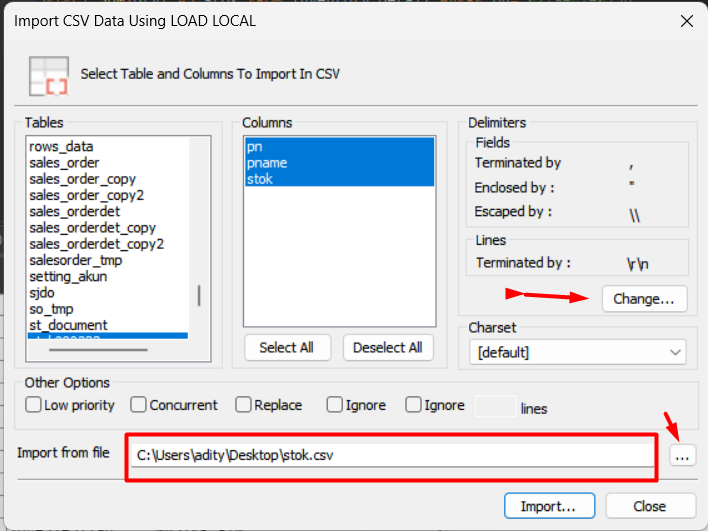 Import CSV Data Using LOAD LOCAL
Select Table and Columns To Import In CSV
Tables
rows_data
sales_order
sales_order_copy
sales_order_copy2
sales_orderdet
sales_orderdet_copy
sales_orderdet_copy2
salesorder_tmp
setting_akun
sjdo
so_tmp
st_document
Columns
pn
pname
stok
Select All
Deselect All
Delimiters
Fields
Terminated by ,
Enclosed by : "
Escaped by : \\
Lines
Terminated by : \r\n
Change...
Charset
[default]
Other Options
Low priority
Concurrent
Replace
Ignore
Ignore
lines
Import from file
C:\Users\adity\Desktop\stok.csv
...
Import...
Close